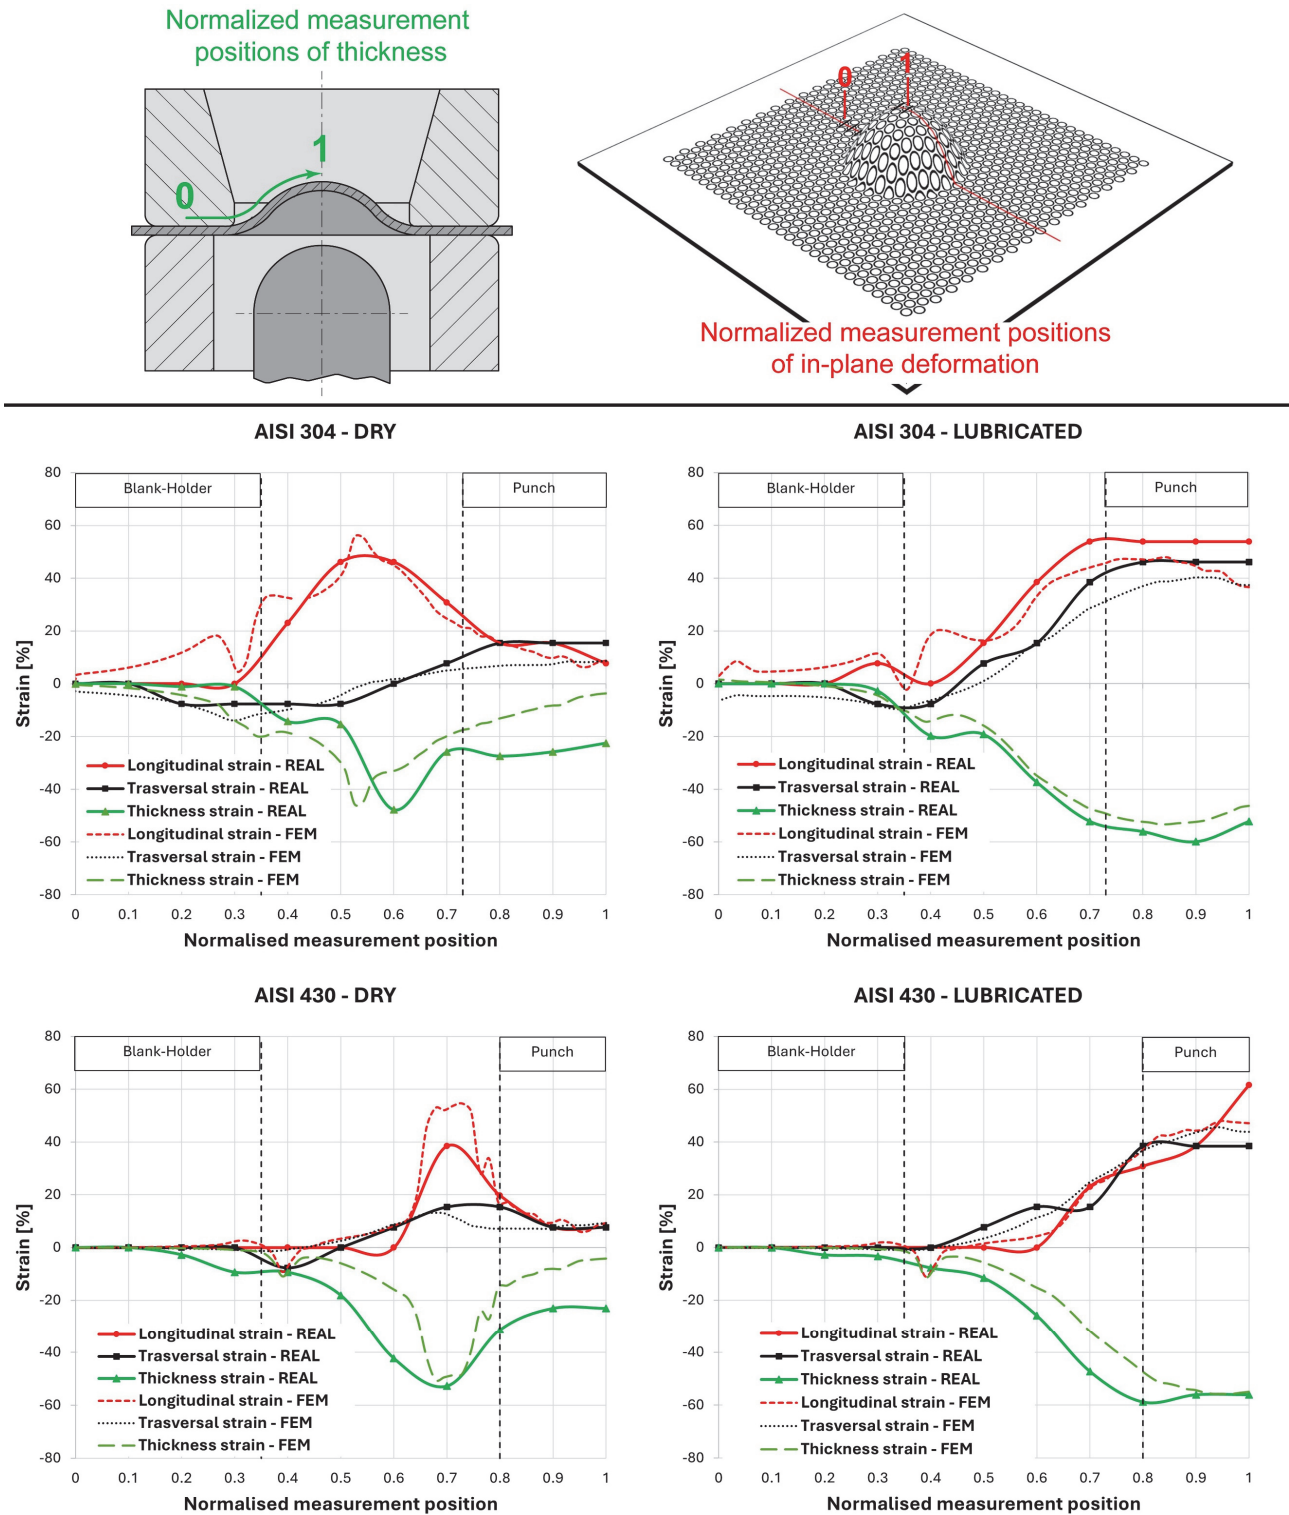 Normalized measurement
positions of thickness
0
1
0
1
Normalized measurement positions
of in-plane deformation
AISI 304 - DRY
Blank-Holder
Punch
Strain [%]
80
60
40
20
0
-20
-40
-60
-80
Longitudinal strain - REAL
Trasversal strain - REAL
Thickness strain - REAL
Longitudinal strain - FEM
Trasversal strain - FEM
Thickness strain - FEM
0 0.1 0.2 0.3 0.4 0.5 0.6 0.7 0.8 0.9 1
Normalised measurement position
AISI 304 - LUBRICATED
Blank-Holder
Punch
Strain [%]
80
60
40
20
0
-20
-40
-60
-80
Longitudinal strain - REAL
Trasversal strain - REAL
Thickness strain - REAL
Longitudinal strain - FEM
Trasversal strain - FEM
Thickness strain - FEM
0 0.1 0.2 0.3 0.4 0.5 0.6 0.7 0.8 0.9 1
Normalised measurement position
AISI 430 - DRY
Blank-Holder
Punch
Strain [%]
80
60
40
20
0
-20
-40
-60
-80
Longitudinal strain - REAL
Trasversal strain - REAL
Thickness strain - REAL
Longitudinal strain - FEM
Trasversal strain - FEM
Thickness strain - FEM
0 0.1 0.2 0.3 0.4 0.5 0.6 0.7 0.8 0.9 1
Normalised measurement position
AISI 430 - LUBRICATED
Blank-Holder
Punch
Strain [%]
80
60
40
20
0
-20
-40
-60
-80
Longitudinal strain - REAL
Trasversal strain - REAL
Thickness strain - REAL
Longitudinal strain - FEM
Trasversal strain - FEM
Thickness strain - FEM
0 0.1 0.2 0.3 0.4 0.5 0.6 0.7 0.8 0.9 1
Normalised measurement position